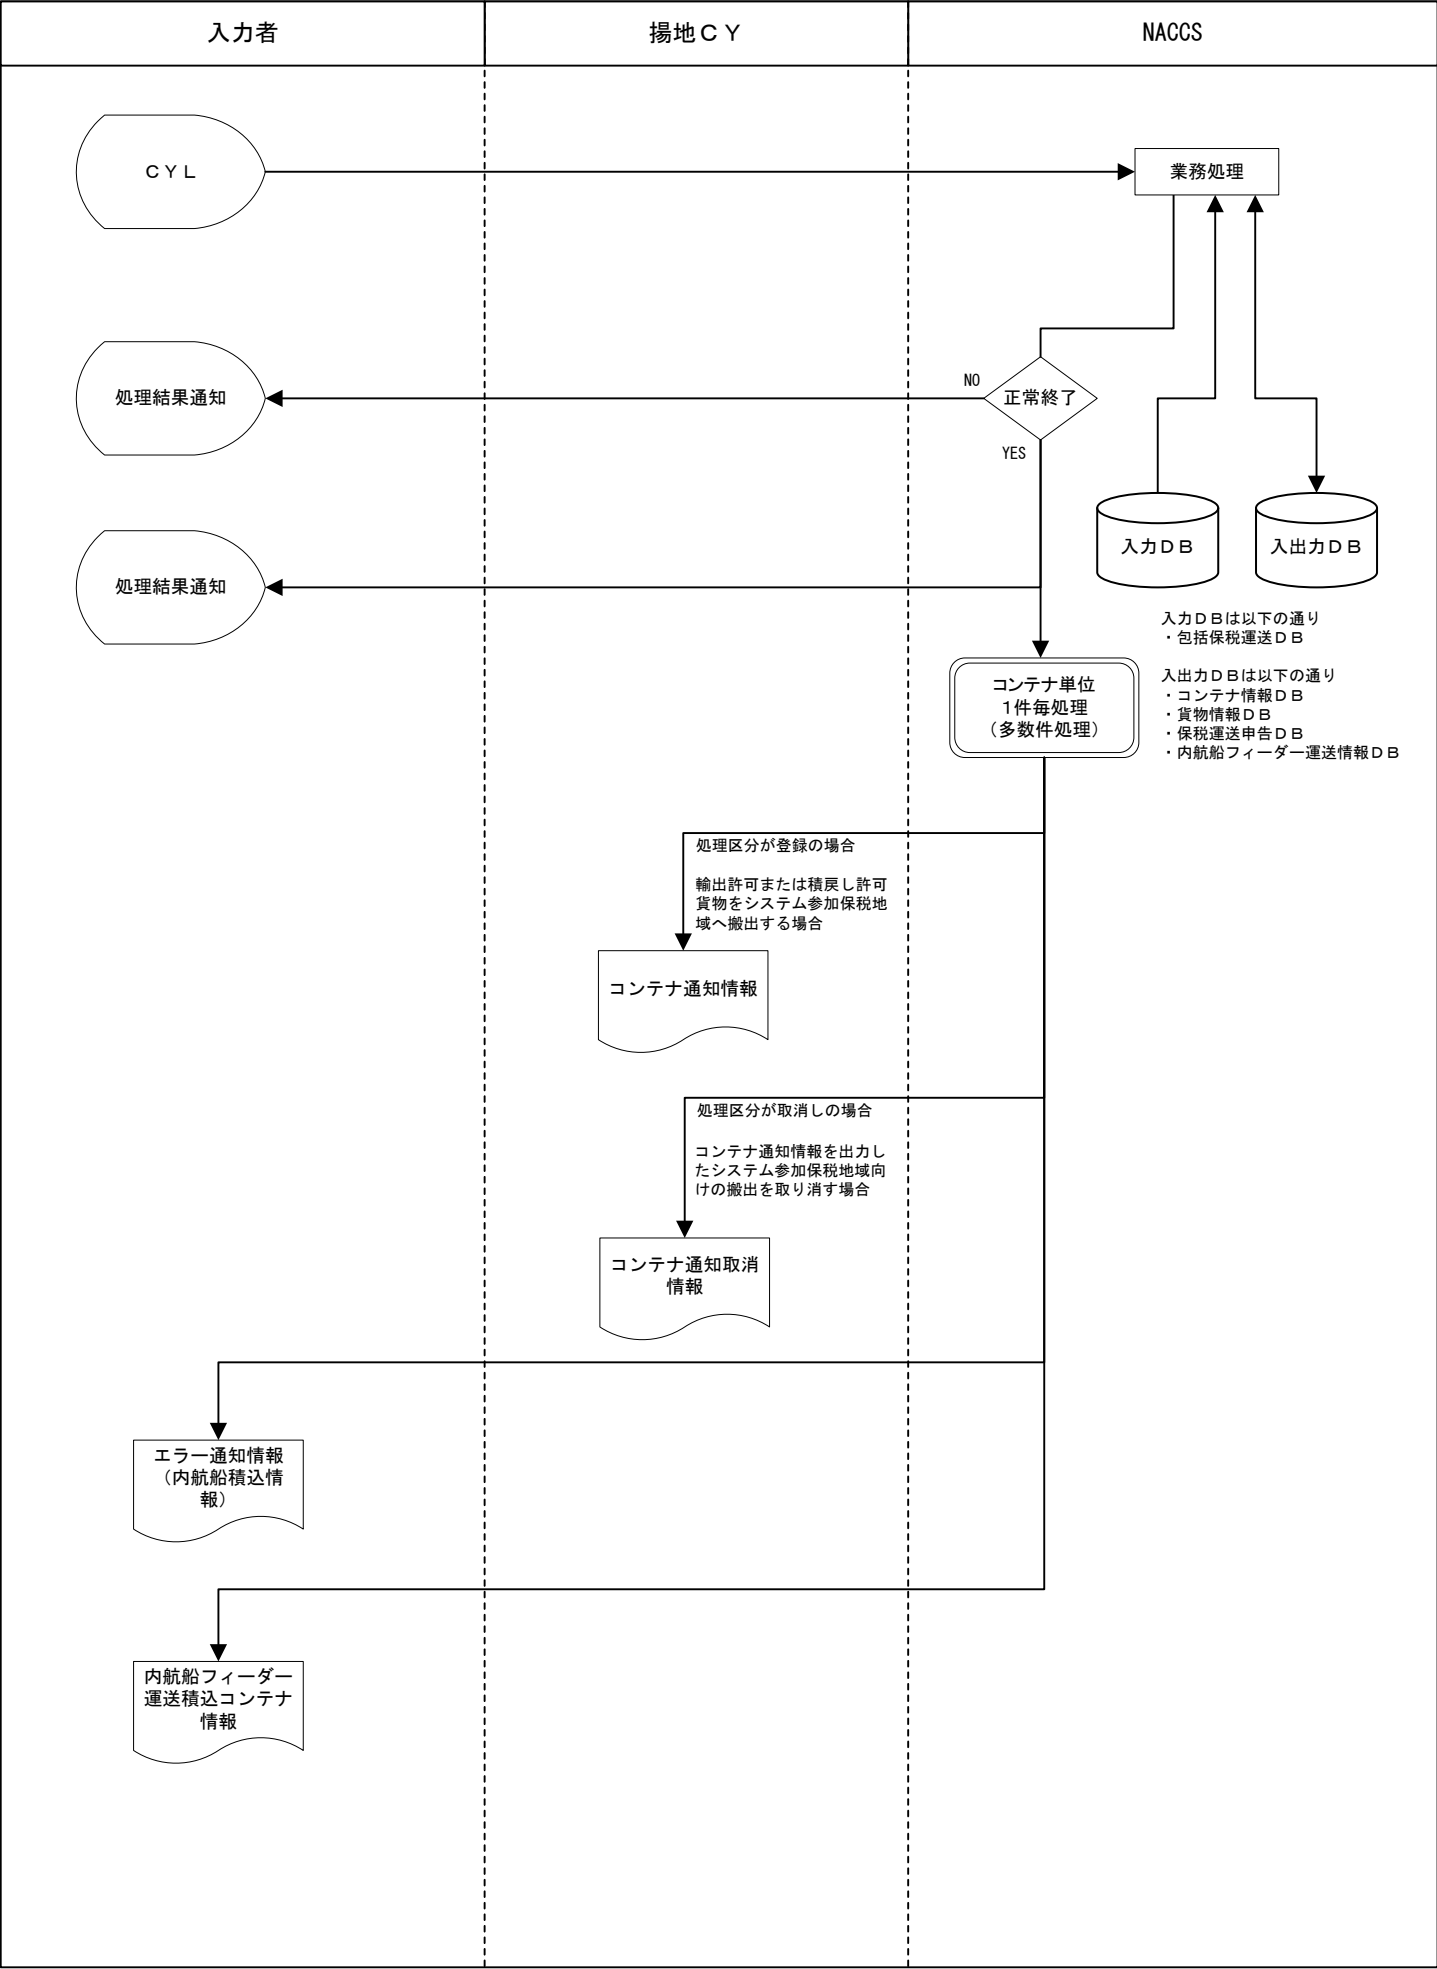 入力者
揚地ＣＹ
NACCS
ＣＹＬ
業務処理
処理結果通知
NO
正常終了
YES
処理結果通知
入力ＤＢ
入出力ＤＢ
入力ＤＢは以下の通り
・包括保税運送ＤＢ
入出力ＤＢは以下の通り
・コンテナ情報ＤＢ
・貨物情報ＤＢ
・保税運送申告ＤＢ
・内航船フィーダー運送情報ＤＢ
コンテナ単位
１件毎処理
（多数件処理）
処理区分が登録の場合
輸出許可または積戻し許可
貨物をシステム参加保税地
域へ搬出する場合
コンテナ通知情報
処理区分が取消しの場合
コンテナ通知情報を出力し
たシステム参加保税地域向
けの搬出を取り消す場合
コンテナ通知取消
情報
エラー通知情報
（内航船積込情
報）
内航船フィーダー
運送積込コンテナ
情報